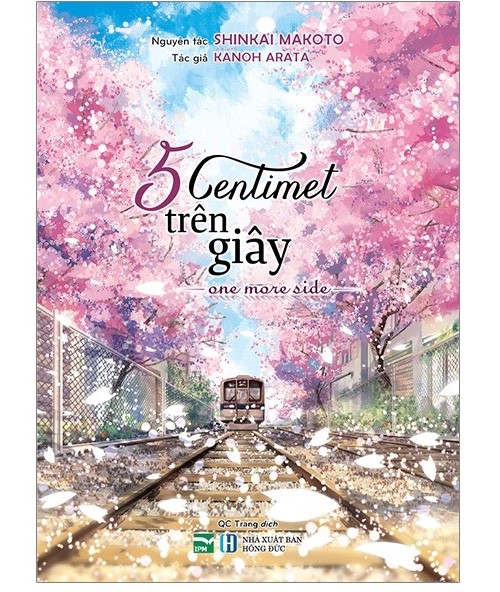 Nguyên tác SHINKAI MAKOTO
Tác giả KANOH ARATA
5 Centimet
trên
giây
one more side
QC Trang dịch
IPM H NHÀ XUẤT BẢN
HỒNG ĐỨC